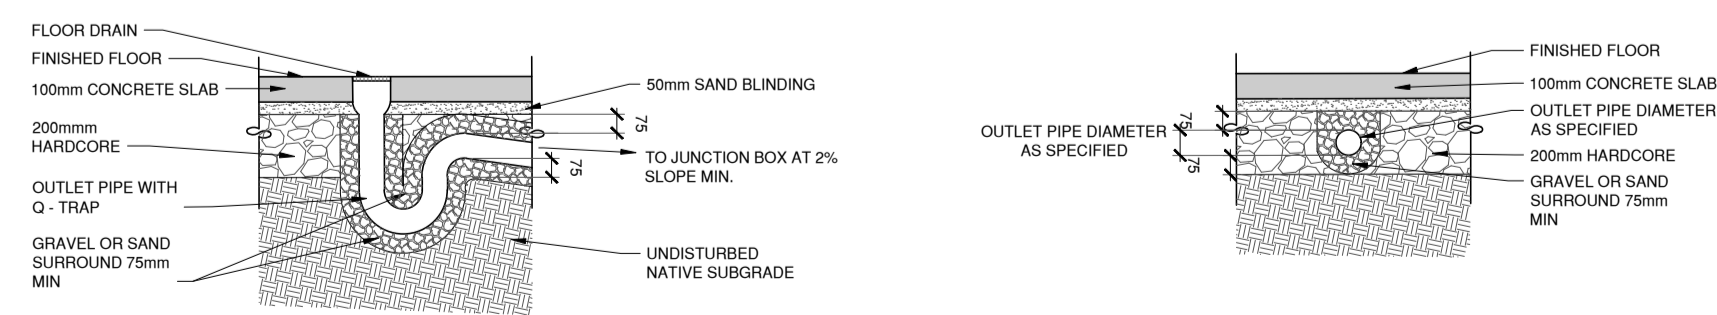 FLOOR DRAIN
FINISHED FLOOR
100mm CONCRETE SLAB
200mmm
HARDCORE
OUTLET PIPE WITH
Q - TRAP
GRAVEL OR SAND
SURROUND 75mm
MIN
50mm SAND BLINDING
75
75
TO JUNCTION BOX AT 2%
SLOPE MIN.
UNDISTURBED
NATIVE SUBGRADE
OUTLET PIPE DIAMETER
AS SPECIFIED
75
75
FINISHED FLOOR
100mm CONCRETE SLAB
OUTLET PIPE DIAMETER
AS SPECIFIED
200mm HARDCORE
GRAVEL OR SAND
SURROUND 75mm
MIN